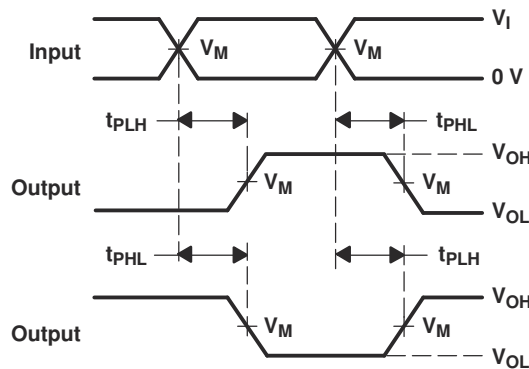 V_I
Input V_M V_M
0 V
t_PLH t_PHL
V_OH
Output V_M V_M
V_OL
t_PHL t_PLH
V_OH
Output V_M V_M
V_OL